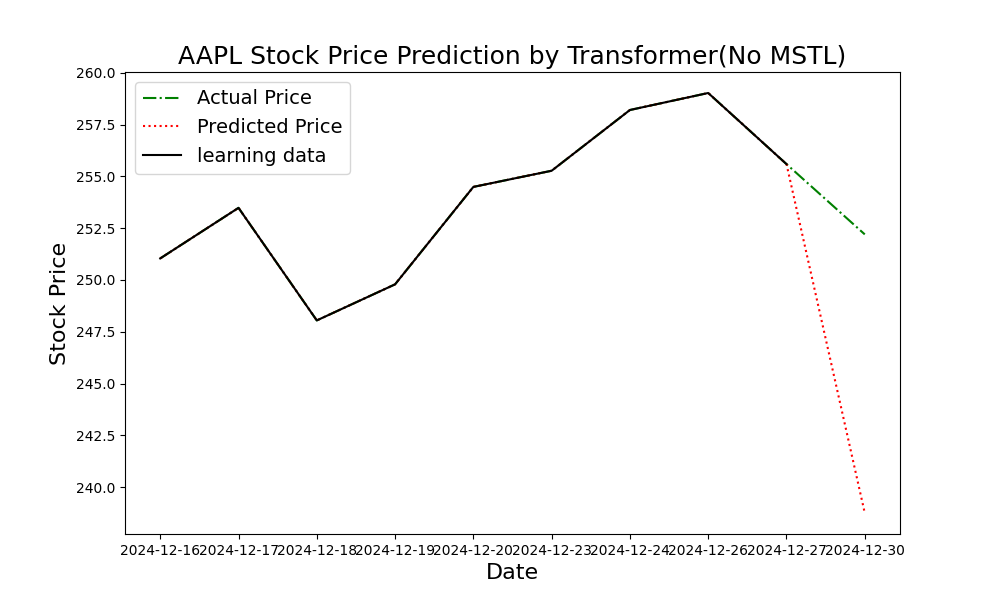 AAPL Stock Price Prediction by Transformer(No MSTL)
Actual Price
Predicted Price
learning data
260.0
257.5
255.0
252.5
250.0
247.5
245.0
242.5
240.0
Stock Price
2024-12-16 2024-12-17 2024-12-18 2024-12-19 2024-12-20 2024-12-23 2024-12-24 2024-12-26 2024-12-27 2024-12-30
Date